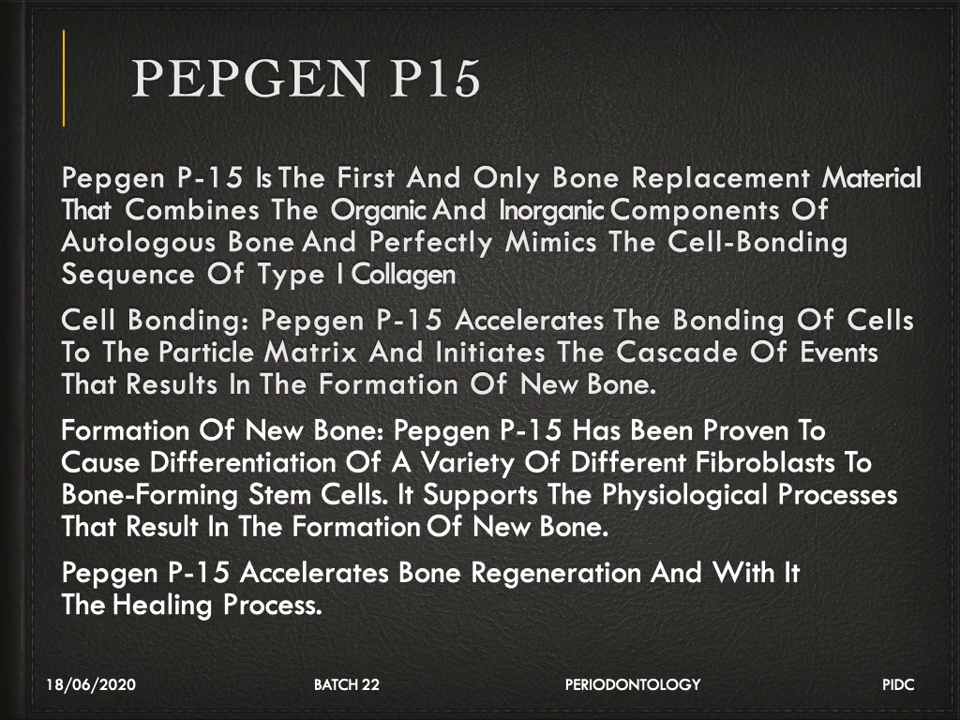 PEPGEN P15
Pepgen P-15 Is The First And Only Bone Replacement Material
That Combines The Organic And Inorganic Components Of
Autologous Bone And Perfectly Mimics The Cell-Bonding
Sequence Of Type I Collagen
Cell Bonding: Pepgen P-15 Accelerates The Bonding Of Cells
To The Particle Matrix And Initiates The Cascade Of Events
That Results In The Formation Of New Bone.
Formation Of New Bone: Pepgen P-15 Has Been Proven To
Cause Differentiation Of A Variety Of Different Fibroblasts To
Bone-Forming Stem Cells. It Supports The Physiological Processes
That Result In The Formation Of New Bone.
Pepgen P-15 Accelerates Bone Regeneration And With It
The Healing Process.
18/06/2020 BATCH 22 PERIODONTOLOGY PIDC